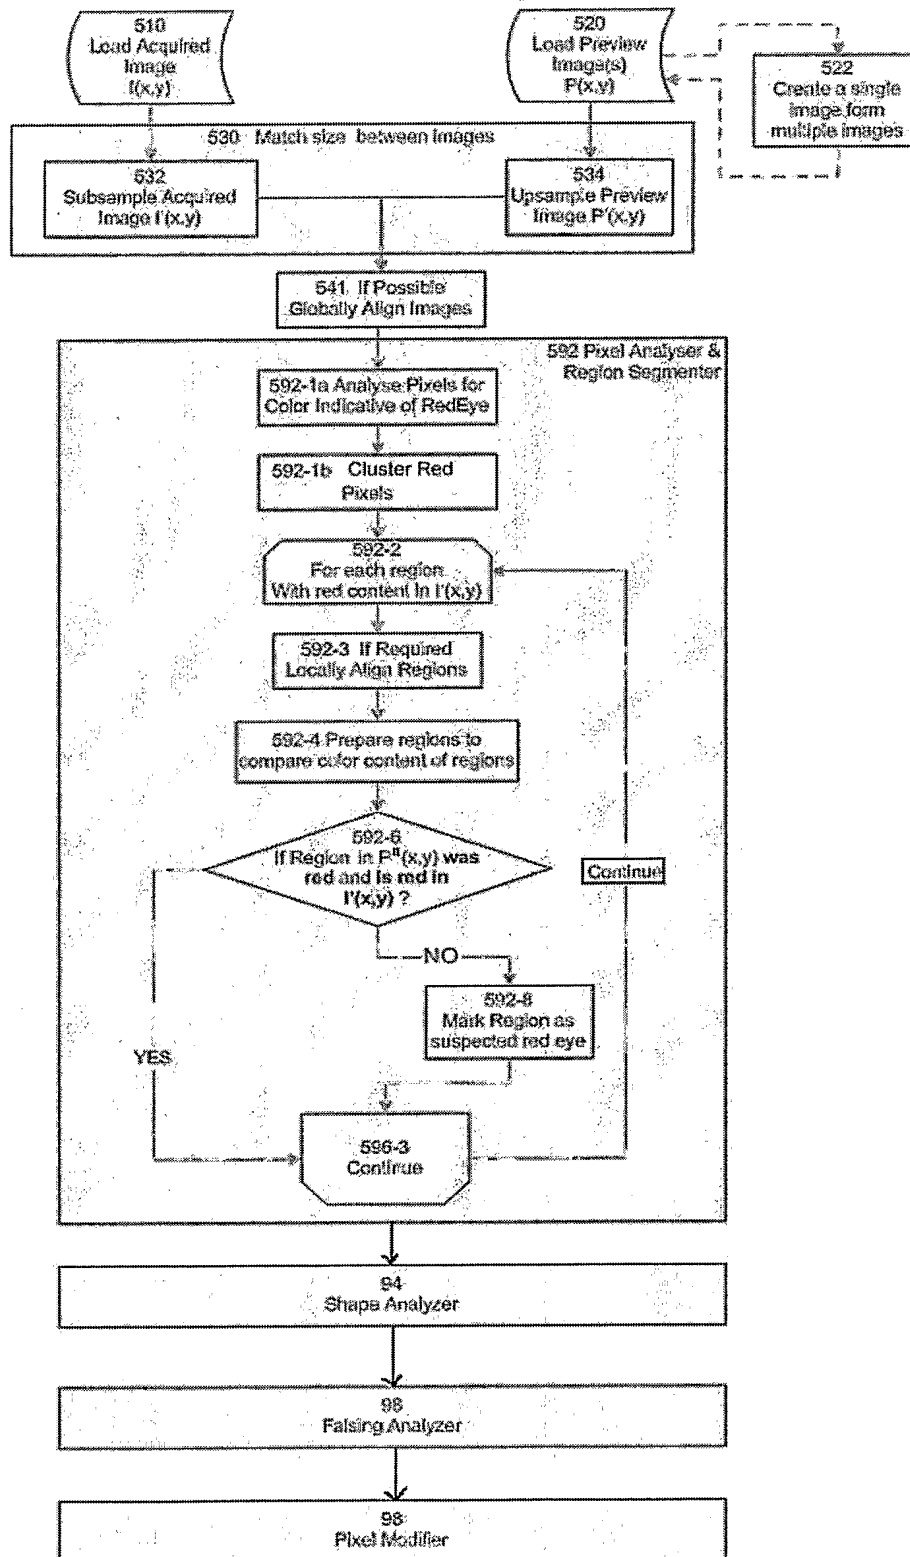 510
Load Acquired
Image
I(x,y)
520
Load Preview
Image(s)
P(x,y)
522
Create a single
image form
multiple images
530 Match size between images
532
Subsample Acquired
Image I'(x,y)
534
Upsample Preview
Image P'(x,y)
541 If Possible
Globally Align Images
592 Pixel Analyser &
Region Segmenter
592-1a Analyse Pixels for
Color Indicative of RedEye
592-1b Cluster Red
Pixels
592-2
For each region
With red content in I'(x,y)
592-3 If Required
Locally Align Regions
592-4 Prepare regions to
compare color content of regions
592-6
If Region in P"(x,y) was
red and is red in
I'(x,y) ?
Continue
NO
592-8
Mark Region as
suspected red eye
YES
596-3
Continue
94
Shape Analyzer
98
Falsing Analyzer
98
Pixel Modifier